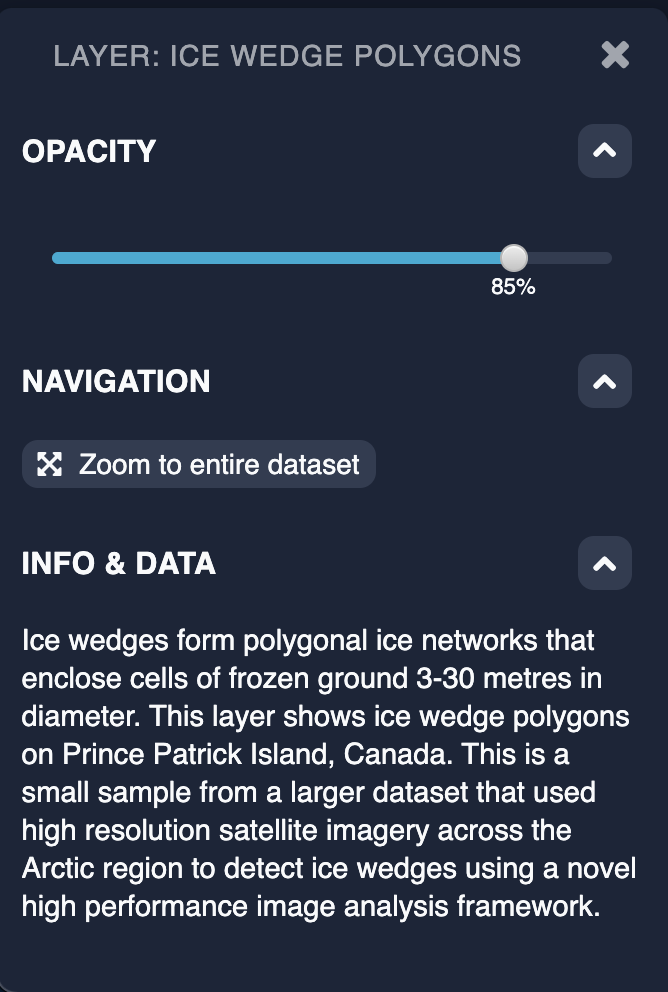 LAYER: ICE WEDGE POLYGONS
OPACITY
85%
NAVIGATION
Zoom to entire dataset
INFO & DATA
Ice wedges form polygonal ice networks that
enclose cells of frozen ground 3-30 metres in
diameter. This layer shows ice wedge polygons
on Prince Patrick Island, Canada. This is a
small sample from a larger dataset that used
high resolution satellite imagery across the
Arctic region to detect ice wedges using a novel
high performance image analysis framework.